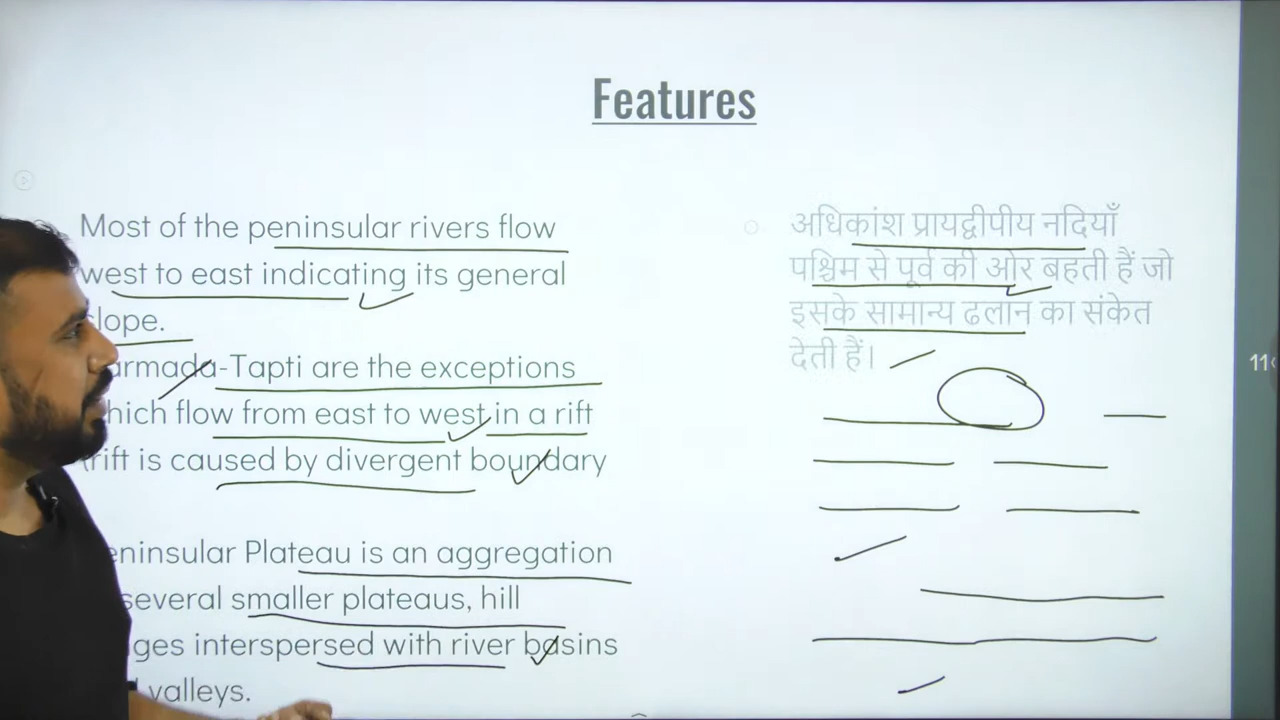 Features
Most of the peninsular rivers flow
west to east indicating its general
slope.
armada-Tapti are the exceptions
hich flow from east to west in a rift
(rift is caused by divergent boundary
eninsular Plateau is an aggregation
several smaller plateaus, hill
ges interspersed with river basins
valleys.
अधिकांश प्रायद्वीपीय नदियाँ
पश्चिम से पूर्व की ओर बहती हैं जो
इसके सामान्य ढलान का संकेत
देती हैं।
11